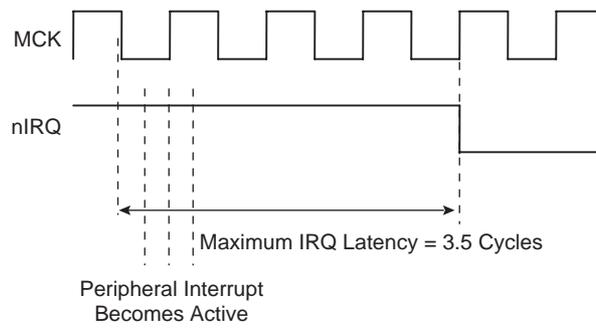 MCK
nIRQ
Maximum IRQ Latency = 3.5 Cycles
Peripheral Interrupt
Becomes Active